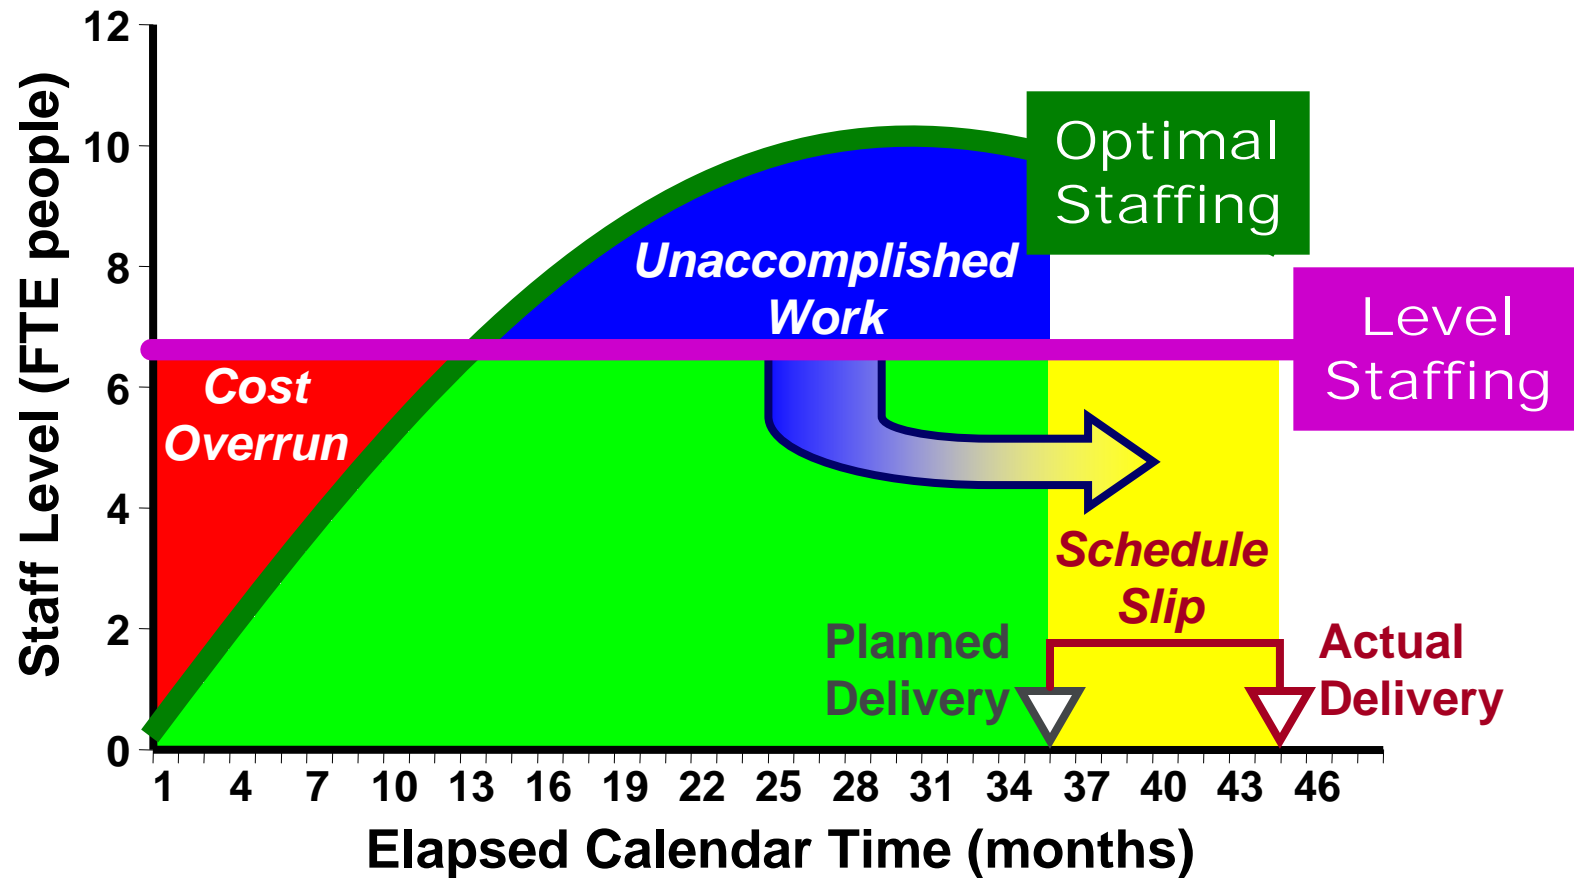 Staff Level (FTE people)
12
10
8
6
4
2
0
Optimal
Staffing
Unaccomplished
Work
Level
Staffing
Cost
Overrun
Schedule
Slip
Planned
Delivery
Actual
Delivery
1 4 7 10 13 16 19 22 25 28 31 34 37 40 43 46
Elapsed Calendar Time (months)